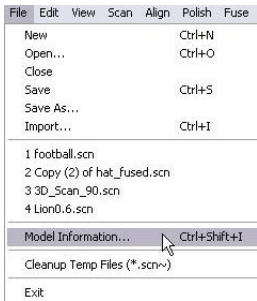 File Edit View Scan Align Polish Fuse
New Ctrl+N
Open... Ctrl+O
Close
Save Ctrl+S
Save As...
Import... Ctrl+I
1 football.scn
2 Copy (2) of hat_fused.scn
3 3D_Scan_90.scn
4 Lion0.6.scn
Model Information... Ctrl+Shift+I
Cleanup Temp Files (*.scn~)
Exit